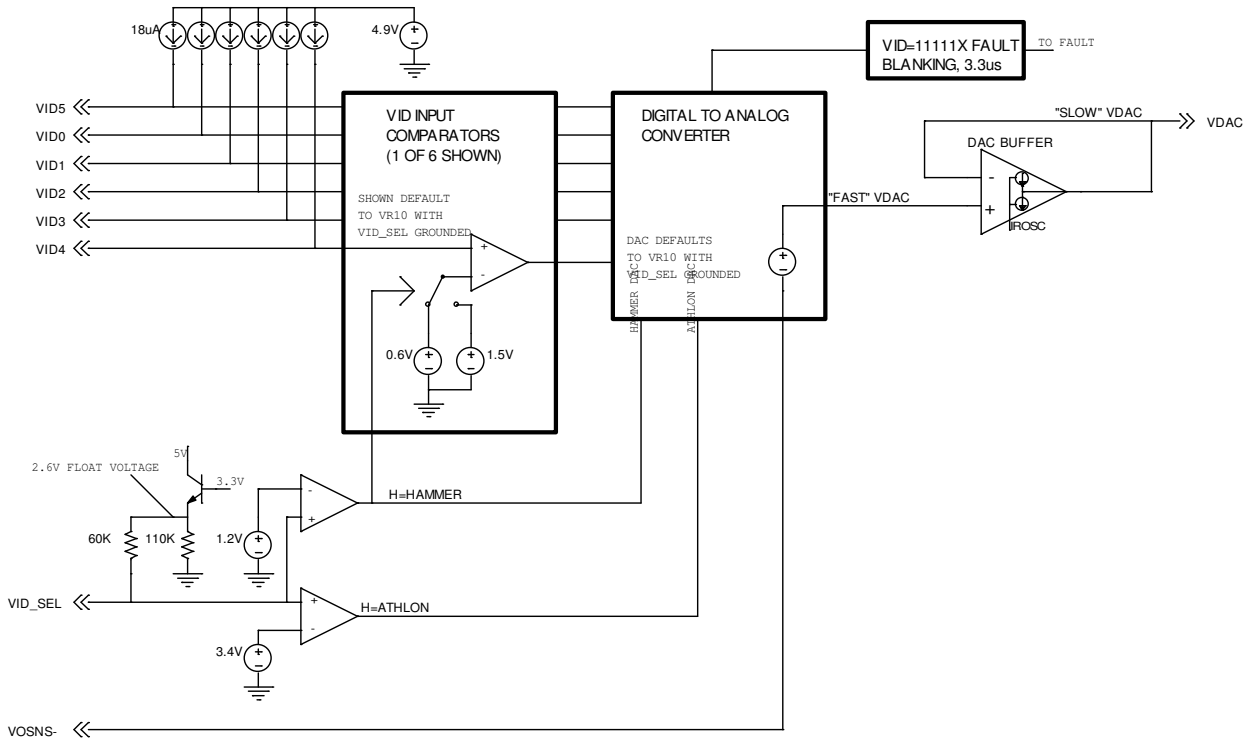 18uA
4.9V
VID=11111X FAULT
BLANKING, 3.3us
TO FAULT
VID5
VID0
VID1
VID2
VID3
VID4
VID INPUT
COMPARATORS
(1 OF 6 SHOWN)
SHOWN DEFAULT
TO VR10 WITH
VID_SEL GROUNDED
+
-
0.6V
+
-
1.5V
+
-
DIGITAL TO ANALOG
CONVERTER
DAC DEFAULTS
TO VR10 WITH
VID_SEL GROUNDED
HAMMER DAC
ATHLON DAC
"FAST" VDAC
"SLOW" VDAC
VDAC
DAC BUFFER
-
+
IROSC
5V
2.6V FLOAT VOLTAGE
3.3V
60K
110K
1.2V
-
+
H=HAMMER
VID_SEL
+
-
H=ATHLON
3.4V
VOSNS-